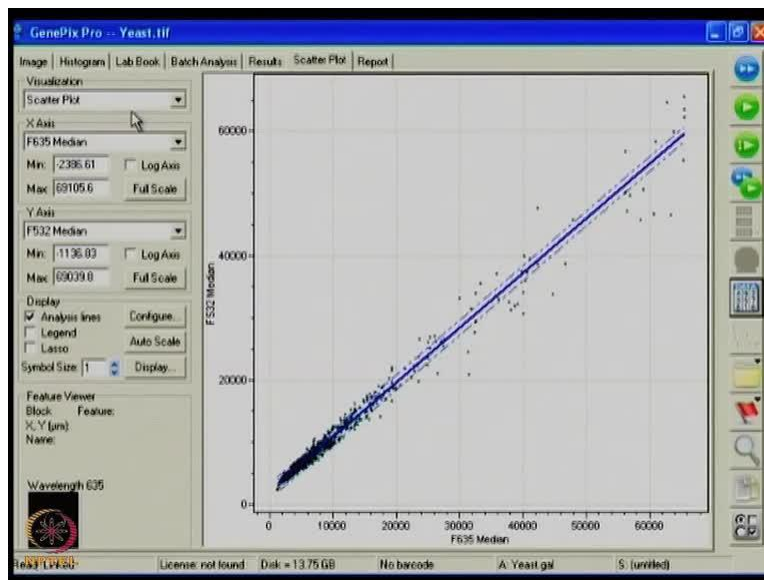 GenePix Pro -- Yeast.tif
Image Histogram Lab Book Batch Analysis Results Scatter Plot Report
Visualization
Scatter Plot
X Axis
F635 Median
Min: -2386.61 Log Axis
Max: 69105.6 Full Scale
Y Axis
F532 Median
Min: -1136.03 Log Axis
Max: 69039.8 Full Scale
Display
Analysis lines Configure...
Legend
Auto Scale
Lasso
Symbol Size: 1 Display...
Feature Viewer
Block Feature:
X, Y (µm):
Name:
Wavelength 635
NPTEL
60000
40000
20000
0
F532 Median
0 10000 20000 30000 40000 50000 60000
F635 Median
License: not found Disk = 13.75 GB No barcode A: Yeast.gal S: (untitled)